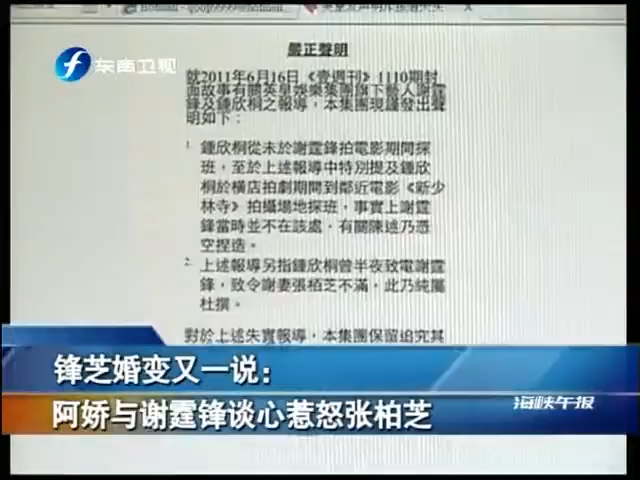 嚴正聲明
東南卫视
就2011年6月16日《壹週刊》1110期封
面故事有關英皇娛樂集團旗下藝人謝霆
鋒及鍾欣桐之報導，本集團現謹發出聲
明如下：
1. 鍾欣桐從未於謝霆鋒拍電影期間探
班，至於上述報導中特別提及鍾欣
桐於橫店拍劇期間到鄰近電影《新少
林寺》拍攝場地探班，事實上謝霆
鋒當時並不在該處，有關陳述乃憑
空捏造。
2. 上述報導另指鍾欣桐曾半夜致電謝霆
鋒，致令謝妻張栢芝不滿，此乃純屬
杜撰。
對於上述失實報導，本集團保留追究其
锋芝婚变又一说：
阿娇与谢霆锋谈心惹怒张柏芝
海峡午报